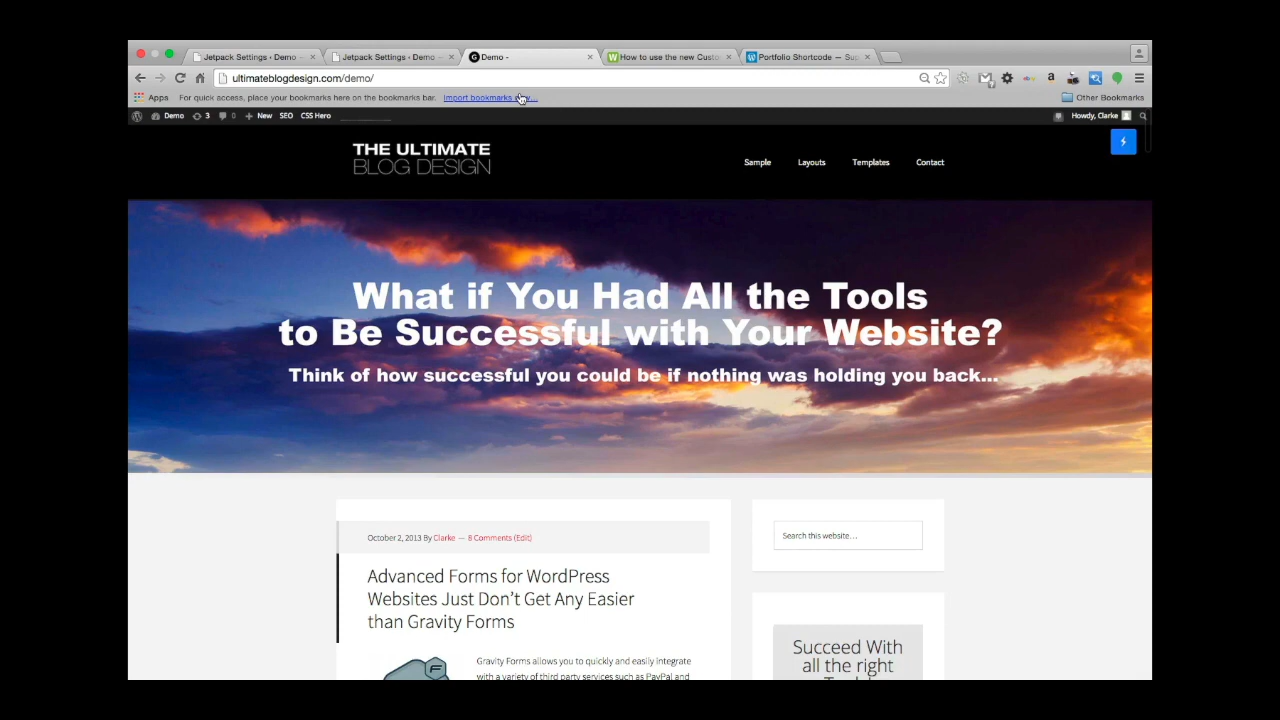 Jetpack Settings ‹ Demo —
Jetpack Settings ‹ Demo —
Demo -
How to use the new Custo
Portfolio Shortcode — Sup
ultimateblogdesign.com/demo/
Apps
For quick access, place your bookmarks here on the bookmarks bar.
Import bookmarks
Other Bookmarks
Demo
3
0
New
SEO
CSS Hero
Howdy, Clarke
THE ULTIMATE
BLOG DESIGN
Sample
Layouts
Templates
Contact
What if You Had All the Tools
to Be Successful with Your Website?
Think of how successful you could be if nothing was holding you back...
October 2, 2013 By Clarke — 8 Comments (Edit)
Search this website…
Advanced Forms for WordPress
Websites Just Don’t Get Any Easier
than Gravity Forms
Gravity Forms allows you to quickly and easily integrate
with a variety of third party services such as PayPal and
Succeed With
all the right